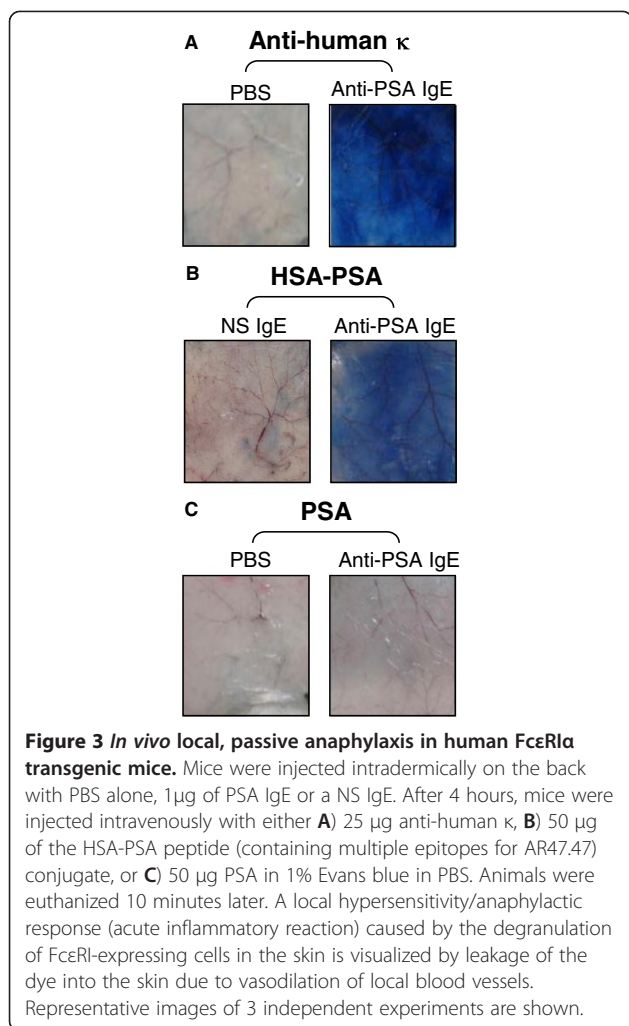 A
Anti-human κ
PBS Anti-PSA IgE
B
HSA-PSA
NS IgE Anti-PSA IgE
C
PSA
PBS Anti-PSA IgE
Figure 3 In vivo local, passive anaphylaxis in human FcεRIα
transgenic mice. Mice were injected intradermically on the back
with PBS alone, 1μg of PSA IgE or a NS IgE. After 4 hours, mice were
injected intravenously with either A) 25 μg anti-human κ, B) 50 μg
of the HSA-PSA peptide (containing multiple epitopes for AR47.47)
conjugate, or C) 50 μg PSA in 1% Evans blue in PBS. Animals were
euthanized 10 minutes later. A local hypersensitivity/anaphylactic
response (acute inflammatory reaction) caused by the degranulation
of FcεRI-expressing cells in the skin is visualized by leakage of the
dye into the skin due to vasodilation of local blood vessels.
Representative images of 3 independent experiments are shown.